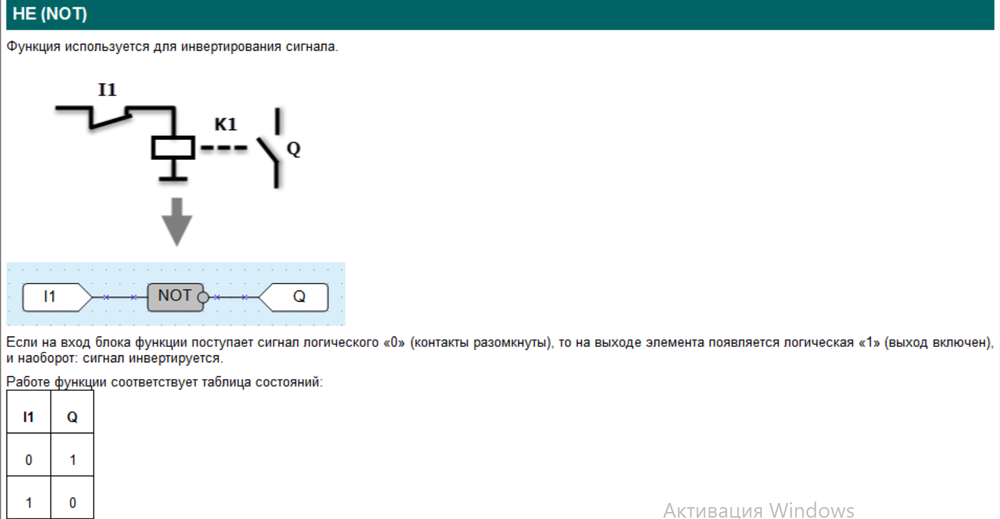 НЕ (NOT)
Функция используется для инвертирования сигнала.
I1
K1
Q
I1
NOT
Q
Если на вход блока функции поступает сигнал логического «0» (контакты разомкнуты), то на выходе элемента появляется логическая «1» (выход включен),
и наоборот: сигнал инвертируется.
Работе функции соответствует таблица состояний:
I1 Q
0 1
1 0
Активация Windows